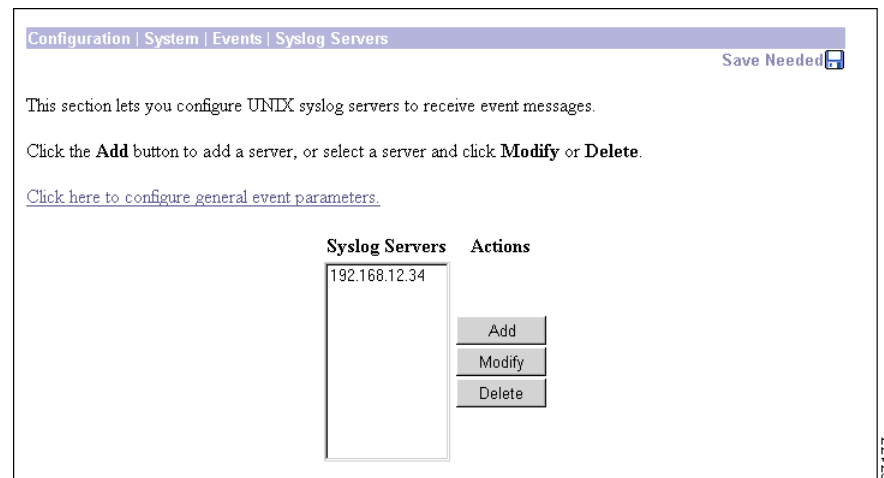 Configuration | System | Events | Syslog Servers
Save Needed
This section lets you configure UNIX syslog servers to receive event messages.
Click the Add button to add a server, or select a server and click Modify or Delete.
Click here to configure general event parameters.
Syslog Servers Actions
192.168.12.34
Add
Modify
Delete